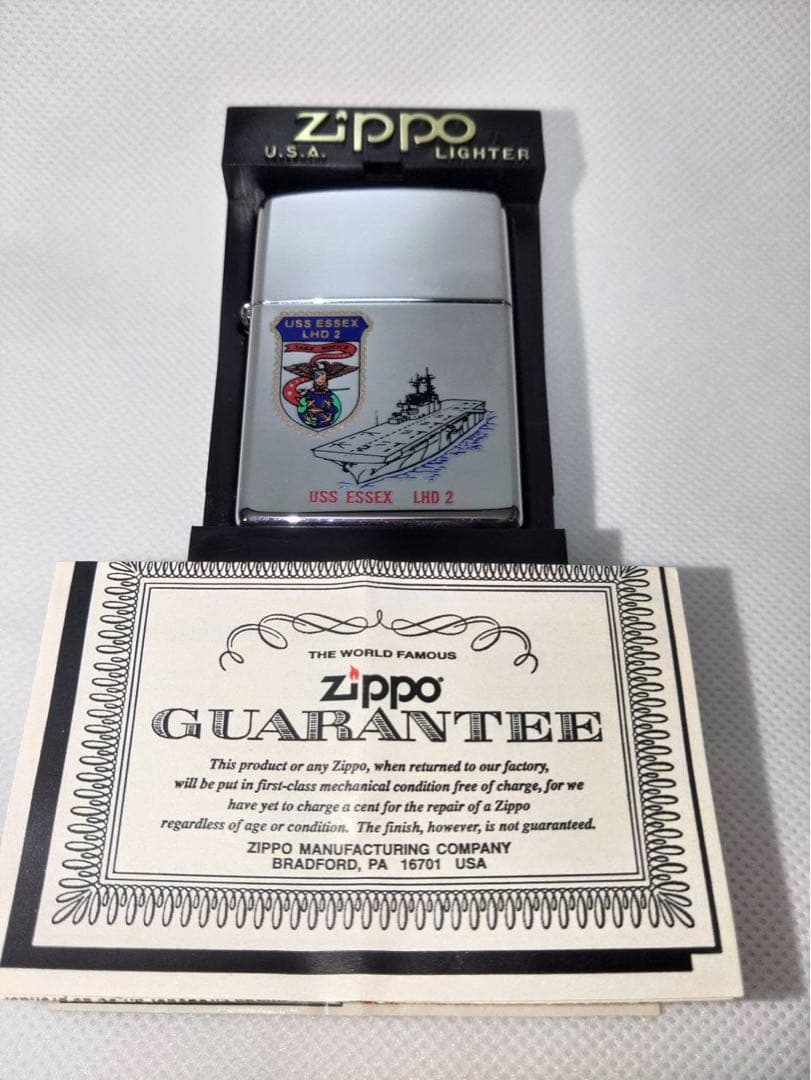 zippo
U.S.A. LIGHTER
USS ESSEX
LHD 2
TAKE NOTICE
USS ESSEX LHD 2
THE WORLD FAMOUS
zippo
GUARANTEE
This product or any Zippo, when returned to our factory,
will be put in first-class mechanical condition free of charge, for we
have yet to charge a cent for the repair of a Zippo
regardless of age or condition. The finish, however, is not guaranteed.
ZIPPO MANUFACTURING COMPANY
BRADFORD, PA 16701 USA